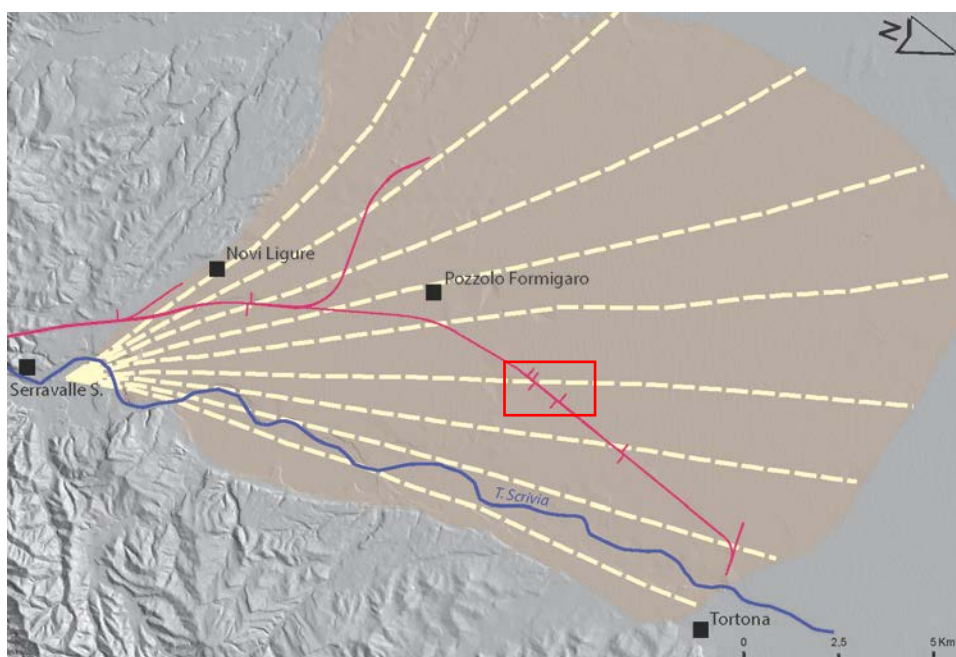 N
Novi Ligure
Pozzolo Formigaro
Serravalle S.
T. Scrivia
Tortona
0 2,5 5 Km